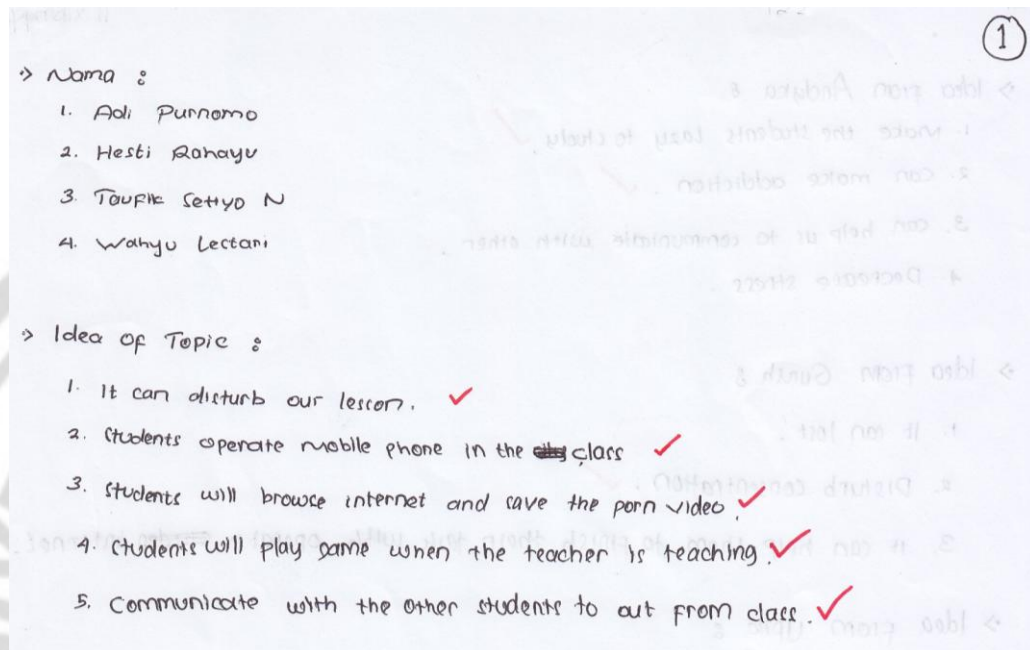 1
Nama :
1. Adi Purnomo
2. Hesti Rahayu
3. Taufik Settyo N
4. Wahyu Lectari
Idea of Topic :
1. It can disturb our lesson.
2. Students operate mobile phone in the class
3. Students will browse internet and save the porn video.
4. Students will play game when the teacher is teaching.
5. Communicate with the other students to out from class.